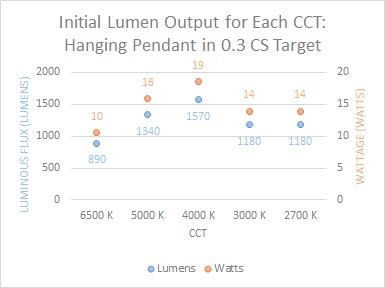 Initial Lumen Output for Each CCT:
Hanging Pendant in 0.3 CS Target
LUMINOUS FLUX (LUMENS)
WATTAGE (WATTS)
2000
1500
1000
500
0
20
15
10
5
0
10
16
19
14
14
890
1340
1570
1180
1180
6500 K
5000 K
4000 K
3000 K
2700 K
CCT
Lumens
Watts